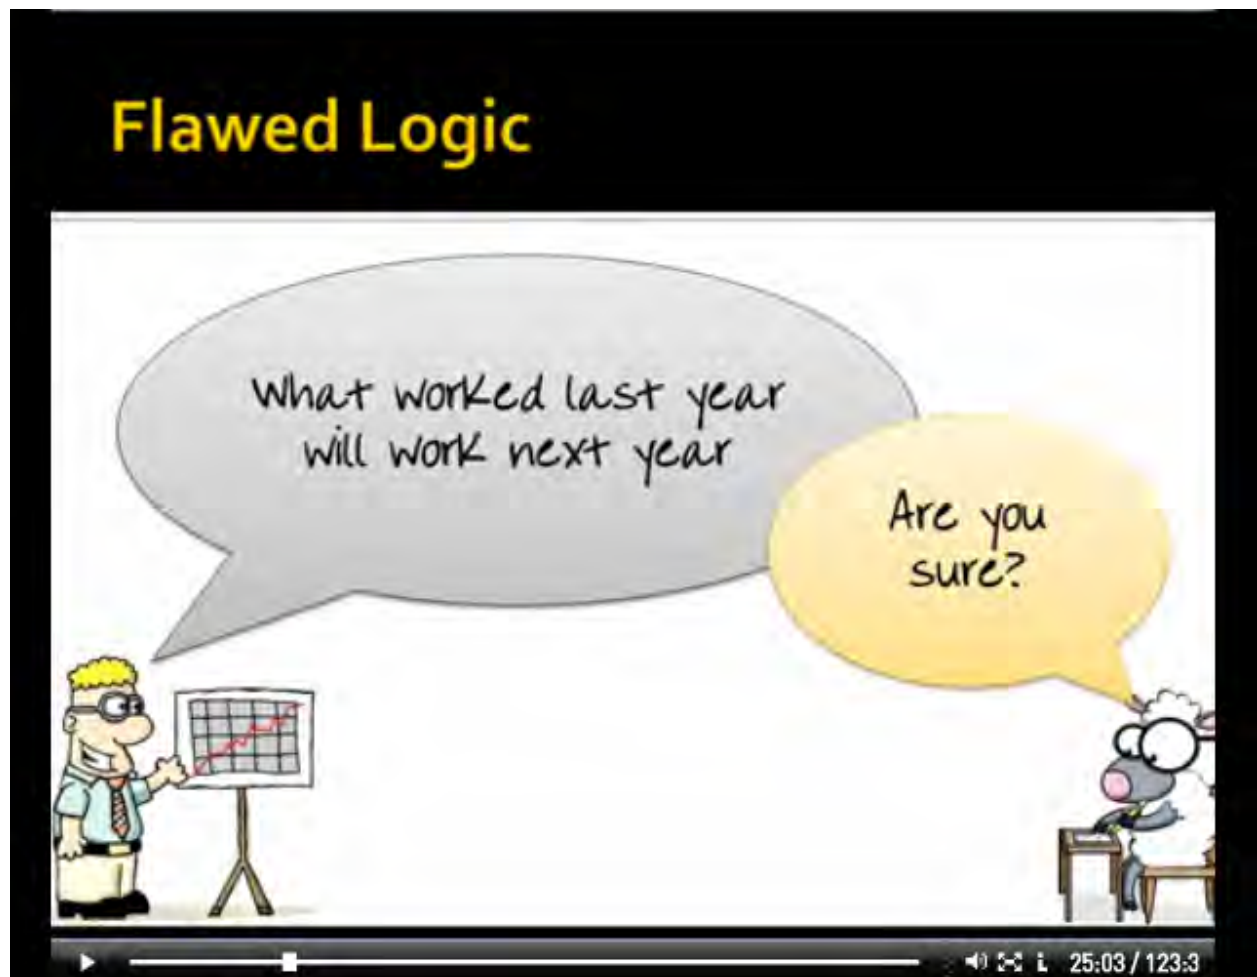 Flawed Logic
What worked last year
will work next year
Are you
sure?
25:03 / 123:3